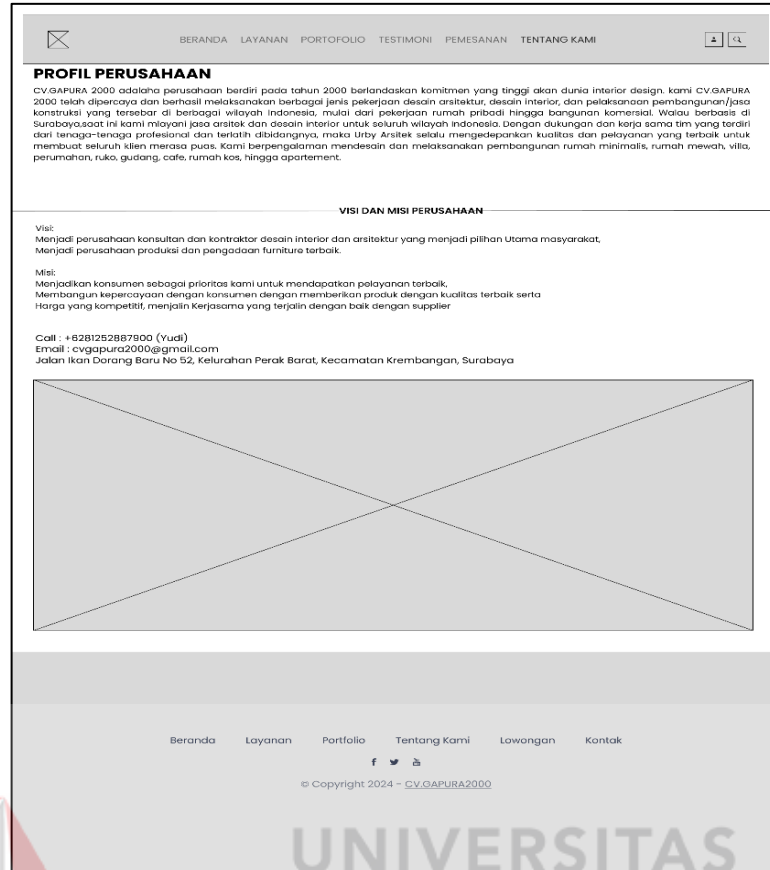 BERANDA LAYANAN PORTOFOLIO TESTIMONI PEMESANAN TENTANG KAMI
PROFIL PERUSAHAAN
CV.GAPURA 2000 adalaha perusahaan berdiri pada tahun 2000 berlandaskan komitmen yang tinggi akan dunia interior design. kami CV.GAPURA
2000 telah dipercaya dan berhasil melaksanakan berbagai jenis pekerjaan desain arsitektur, desain interior, dan pelaksanaan pembangunan/jasa
konstruksi yang tersebar di berbagai wilayah Indonesia, mulai dari pekerjaan rumah pribadi hingga bangunan komersial. Walau berbasis di
Surabaya,saat ini kami mlayani jasa arsitek dan desain interior untuk seluruh wilayah Indonesia. Dengan dukungan dan kerja sama tim yang terdiri
dari tenaga-tenaga profesional dan terlatih dibidangnya, maka Urby Arsitek selalu mengedepankan kualitas dan pelayanan yang terbaik untuk
membuat seluruh klien merasa puas. Kami berpengalaman mendesain dan melaksanakan pembangunan rumah minimalis, rumah mewah, villa,
perumahan, ruko, gudang, cafe, rumah kos, hingga apartement.
VISI DAN MISI PERUSAHAAN
Visi:
Menjadi perusahaan konsultan dan kontraktor desain interior dan arsitektur yang menjadi pilihan Utama masyarakat,
Menjadi perusahaan produksi dan pengadaan furniture terbaik.
Misi:
Menjadikan konsumen sebagai prioritas kami untuk mendapatkan pelayanan terbaik,
Membangun kepercayaan dengan konsumen dengan memberikan produk dengan kualitas terbaik serta
Harga yang kompetitif, menjalin Kerjasama yang terjalin dengan baik dengan supplier
Call : +6281252887900 (Yudi)
Email : cvgapura2000@gmail.com
Jalan Ikan Dorang Baru No 52, Kelurahan Perak Barat, Kecamatan Krembangan, Surabaya
Beranda Layanan Portfolio Tentang Kami Lowongan Kontak
© Copyright 2024 - CV.GAPURA2000
UNIVERSITAS